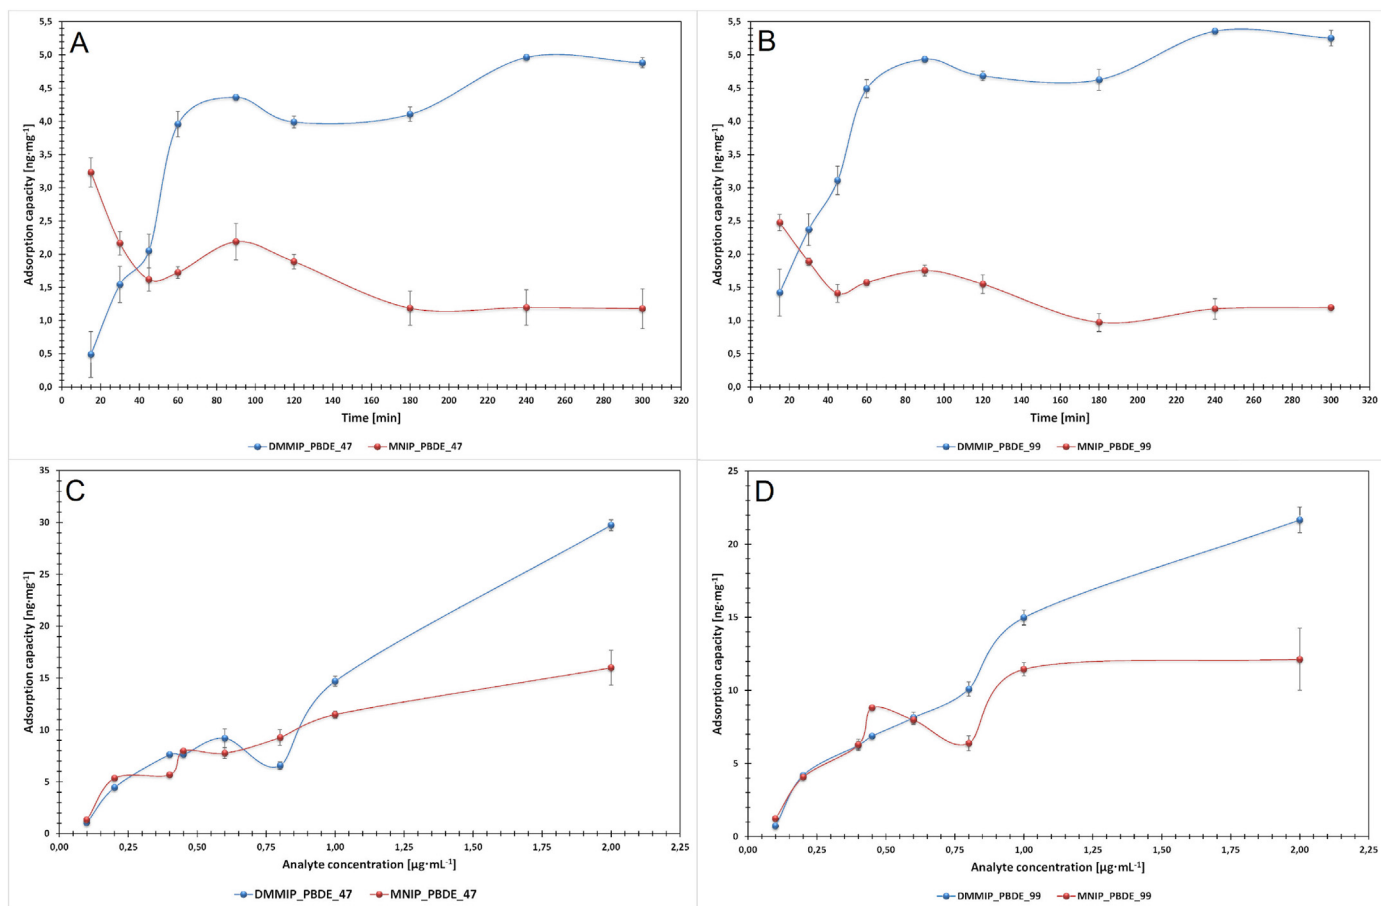 A
Adsorption capacity [ng·mg⁻¹]
5,5
5,0
4,5
4,0
3,5
3,0
2,5
2,0
1,5
1,0
0,5
0,0
0 20 40 60 80 100 120 140 160 180 200 220 240 260 280 300 320
Time [min]
DMMIP_PBDE_47 MNIP_PBDE_47
B
Adsorption capacity [ng·mg⁻¹]
5,5
5,0
4,5
4,0
3,5
3,0
2,5
2,0
1,5
1,0
0,5
0,0
0 20 40 60 80 100 120 140 160 180 200 220 240 260 280 300 320
Time [min]
DMMIP_PBDE_99 MNIP_PBDE_99
C
Adsorption capacity [ng·mg⁻¹]
35
30
25
20
15
10
5
0
0,00 0,25 0,50 0,75 1,00 1,25 1,50 1,75 2,00 2,25
Analyte concentration [µg·mL⁻¹]
DMMIP_PBDE_47 MNIP_PBDE_47
D
Adsorption capacity [ng·mg⁻¹]
25
20
15
10
5
0
0,00 0,25 0,50 0,75 1,00 1,25 1,50 1,75 2,00 2,25
Analyte concentration [µg·mL⁻¹]
DMMIP_PBDE_99 MNIP_PBDE_99